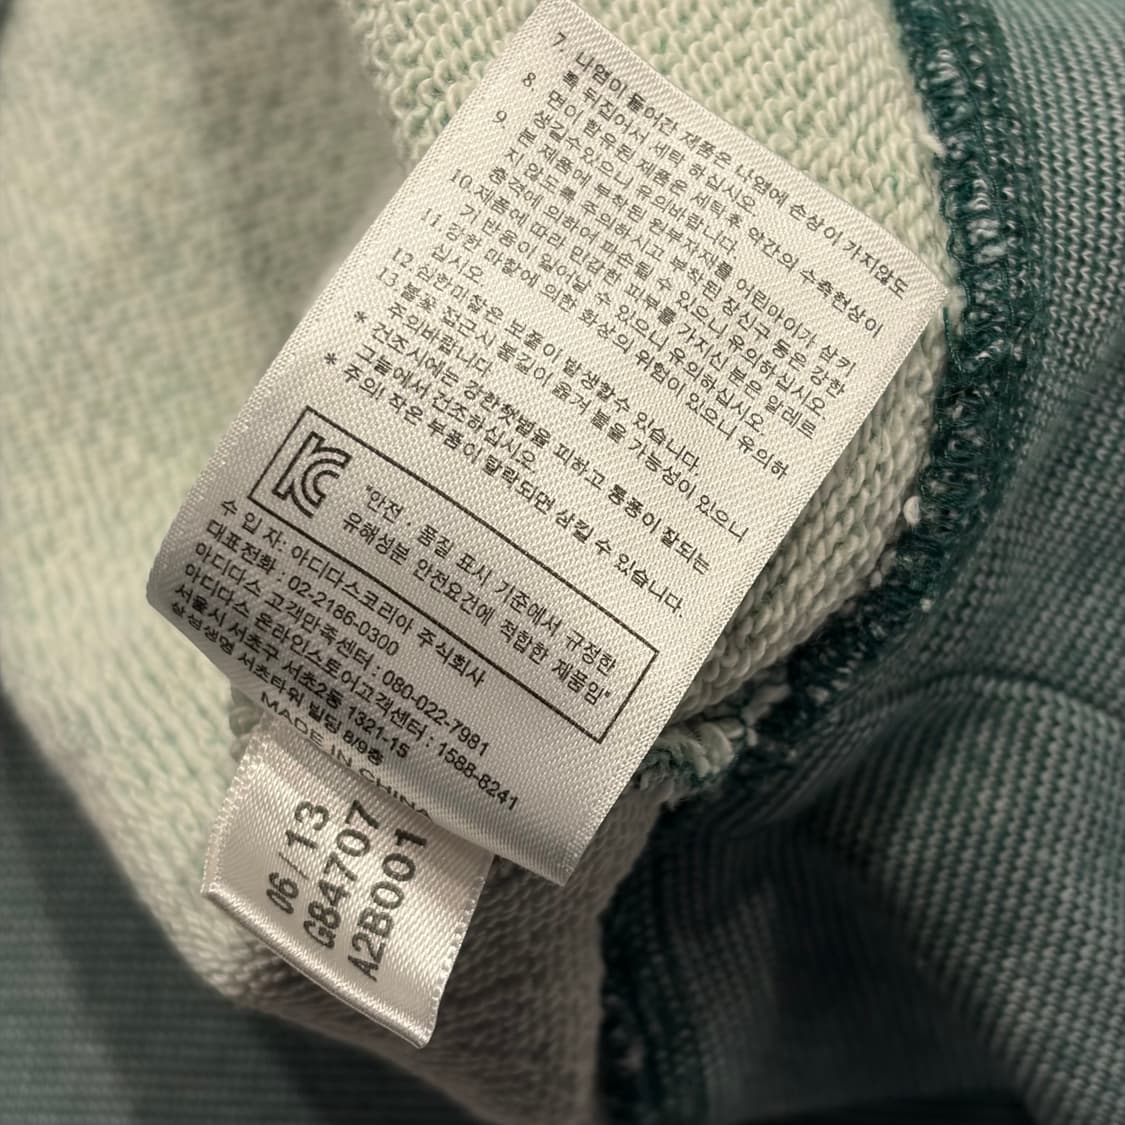 7. 나염이 들어간 제품은 나염에 손상이 가지않도
록 뒤집어서 세탁 하십시오.
8. 면이 함유된 제품은 세탁후 약간의 수축현상이
생길수있으니 유의바랍니다.
9. 본 제품에 부착된 원부자재를 어린아이가 삼키
지 않도록 주의하시고 부착된 장신구 등은 강한
충격에 의하여 파손될 수 있으니 유의하십시오.
10. 제품에 따라 민감한 피부를 가지신 분은 알레르
기 반응이 일어날 수 있으니 유의하십시오.
11. 강한 마찰에 의한 화상의 위험이 있으니 유의하
십시오.
12. 심한마찰은 보풀이 발생할수 있습니다.
13. 불꽃 접근시 불길이 옮겨 붙을 가능성이 있으니
주의바랍니다.
* 건조시에는 강한햇볕을 피하고 통풍이 잘되는
그늘에서 건조하십시오.
* 주의: 작은 부품이 탈락되면 삼킬 수 있습니다.
"안전·품질 표시 기준에서 규정한
유해성분 안전요건에 적합한 제품임"
수 입 자: 아디다스코리아 주식회사
대표전화 : 02-2186-0300
아디다스 고객만족센터 : 080-022-7981
아디다스 온라인스토어고객센터 : 1588-8241
서울시 서초구 서초2동 1321-15
삼성생명 서초타워 빌딩 8/9층
MADE IN CHINA
06/13
G84707
A2B001